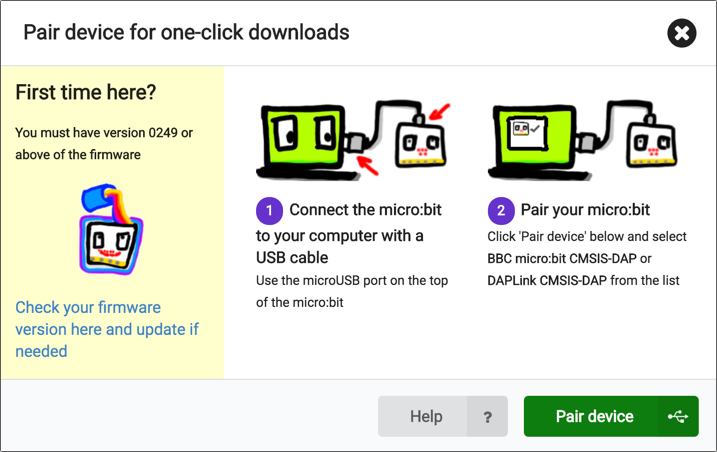 Pair device for one-click downloads
First time here?
You must have version 0249 or
above of the firmware
Check your firmware
version here and update if
needed
1 Connect the micro:bit
to your computer with a
USB cable
Use the microUSB port on the top
of the micro:bit
2 Pair your micro:bit
Click 'Pair device' below and select
BBC micro:bit CMSIS-DAP or
DAPLink CMSIS-DAP from the list
Help ?
Pair device